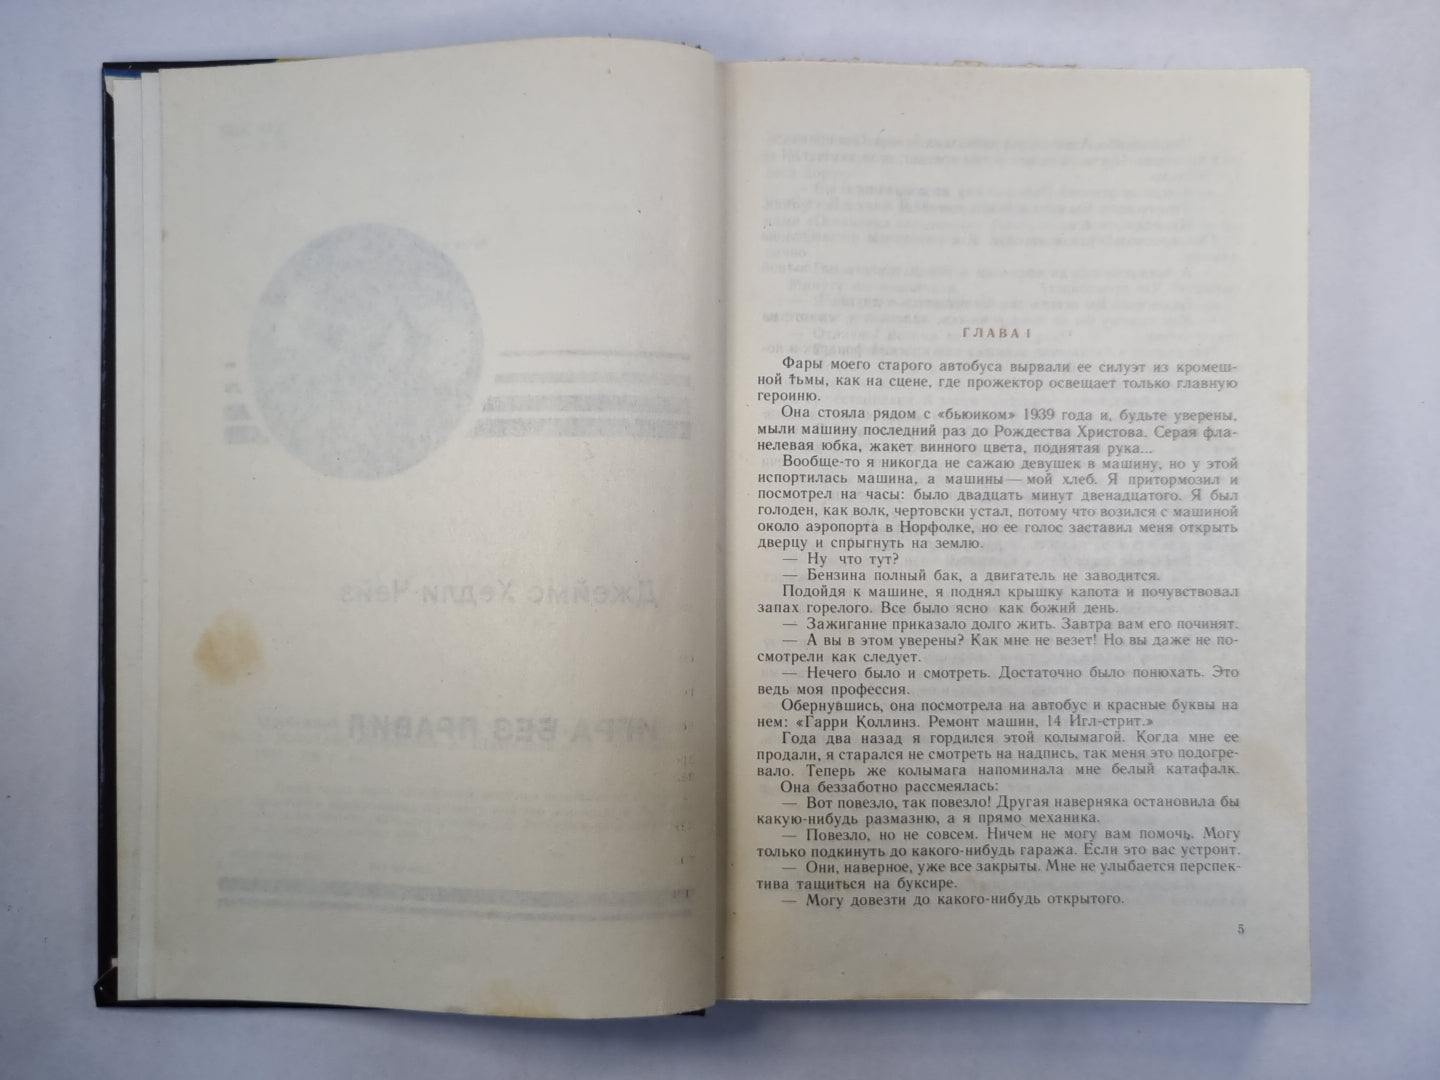 Джеймс Хедли Чейз
ИГРА БЕЗ ПРАВИЛ
ГЛАВА I
Фары моего старого автобуса вырвали ее силуэт из кромеш-
ной тьмы, как на сцене, где прожектор освещает только главную
героиню.
Она стояла рядом с «бьюиком» 1939 года и, будьте уверены,
мыли машину последний раз до Рождества Христова. Серая фла-
нелевая юбка, жакет винного цвета, поднятая рука...
Вообще-то я никогда не сажаю девушек в машину, но у этой
испортилась машина, а машины — мой хлеб. Я притормозил и
посмотрел на часы: было двадцать минут двенадцатого. Я был
голоден, как волк, чертовски устал, потому что возился с машиной
около аэропорта в Норфолке, но ее голос заставил меня открыть
дверцу и спрыгнуть на землю.
— Ну что тут?
— Бензина полный бак, а двигатель не заводится.
Подойдя к машине, я поднял крышку капота и почувствовал
запах горелого. Все было ясно как божий день.
— Зажигание приказало долго жить. Завтра вам его починят.
— А вы в этом уверены? Как мне не везет! Но вы даже не по-
смотрели как следует.
— Нечего было и смотреть. Достаточно было понюхать. Это
ведь моя профессия.
Обернувшись, она посмотрела на автобус и красные буквы на
нем: «Гарри Коллинз. Ремонт машин, 14 Игл-стрит.»
Года два назад я гордился этой колымагой. Когда мне ее
продали, я старался не смотреть на надпись, так меня это подогре-
вало. Теперь же колымага напоминала мне белый катафалк.
Она беззаботно рассмеялась:
— Вот повезло, так повезло! Другая наверняка остановила бы
какую-нибудь размазню, а я прямо механика.
— Повезло, но не совсем. Ничем не могу вам помочь. Могу
только подкинуть до какого-нибудь гаража. Если это вас устроит.
— Они, наверное, уже все закрыты. Мне не улыбается перспек-
тива тащиться на буксире.
— Могу довезти до какого-нибудь открытого.
5